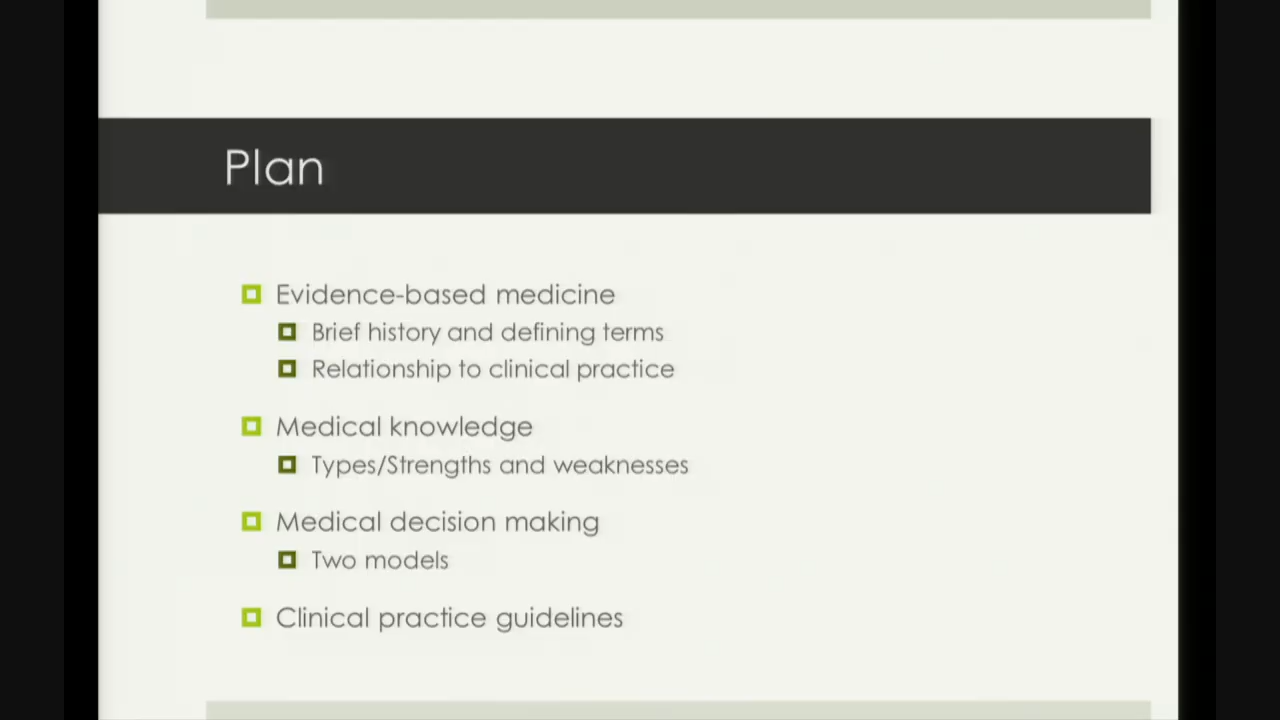 Plan
Evidence-based medicine
Brief history and defining terms
Relationship to clinical practice
Medical knowledge
Types/Strengths and weaknesses
Medical decision making
Two models
Clinical practice guidelines